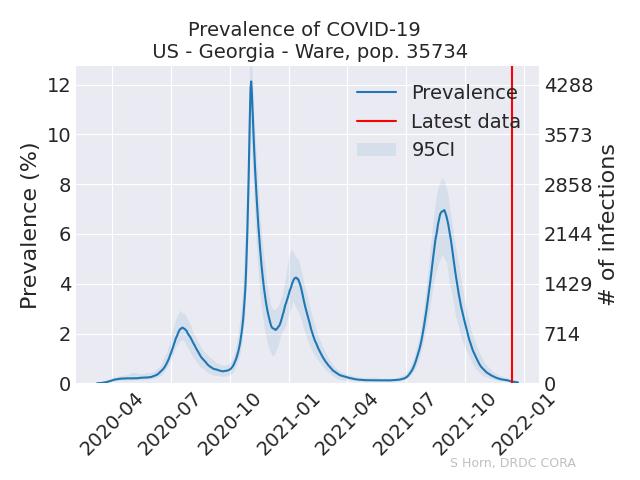 Prevalence of COVID-19
US - Georgia - Ware, pop. 35734
Prevalence
Latest data
95CI
Prevalence (%)
12
10
8
6
4
2
0
4288
3573
2858
2144
1429
714
0
# of infections
2020-04
2020-07
2020-10
2021-01
2021-04
2021-07
2021-10
2022-01
S Horn, DRDC CORA